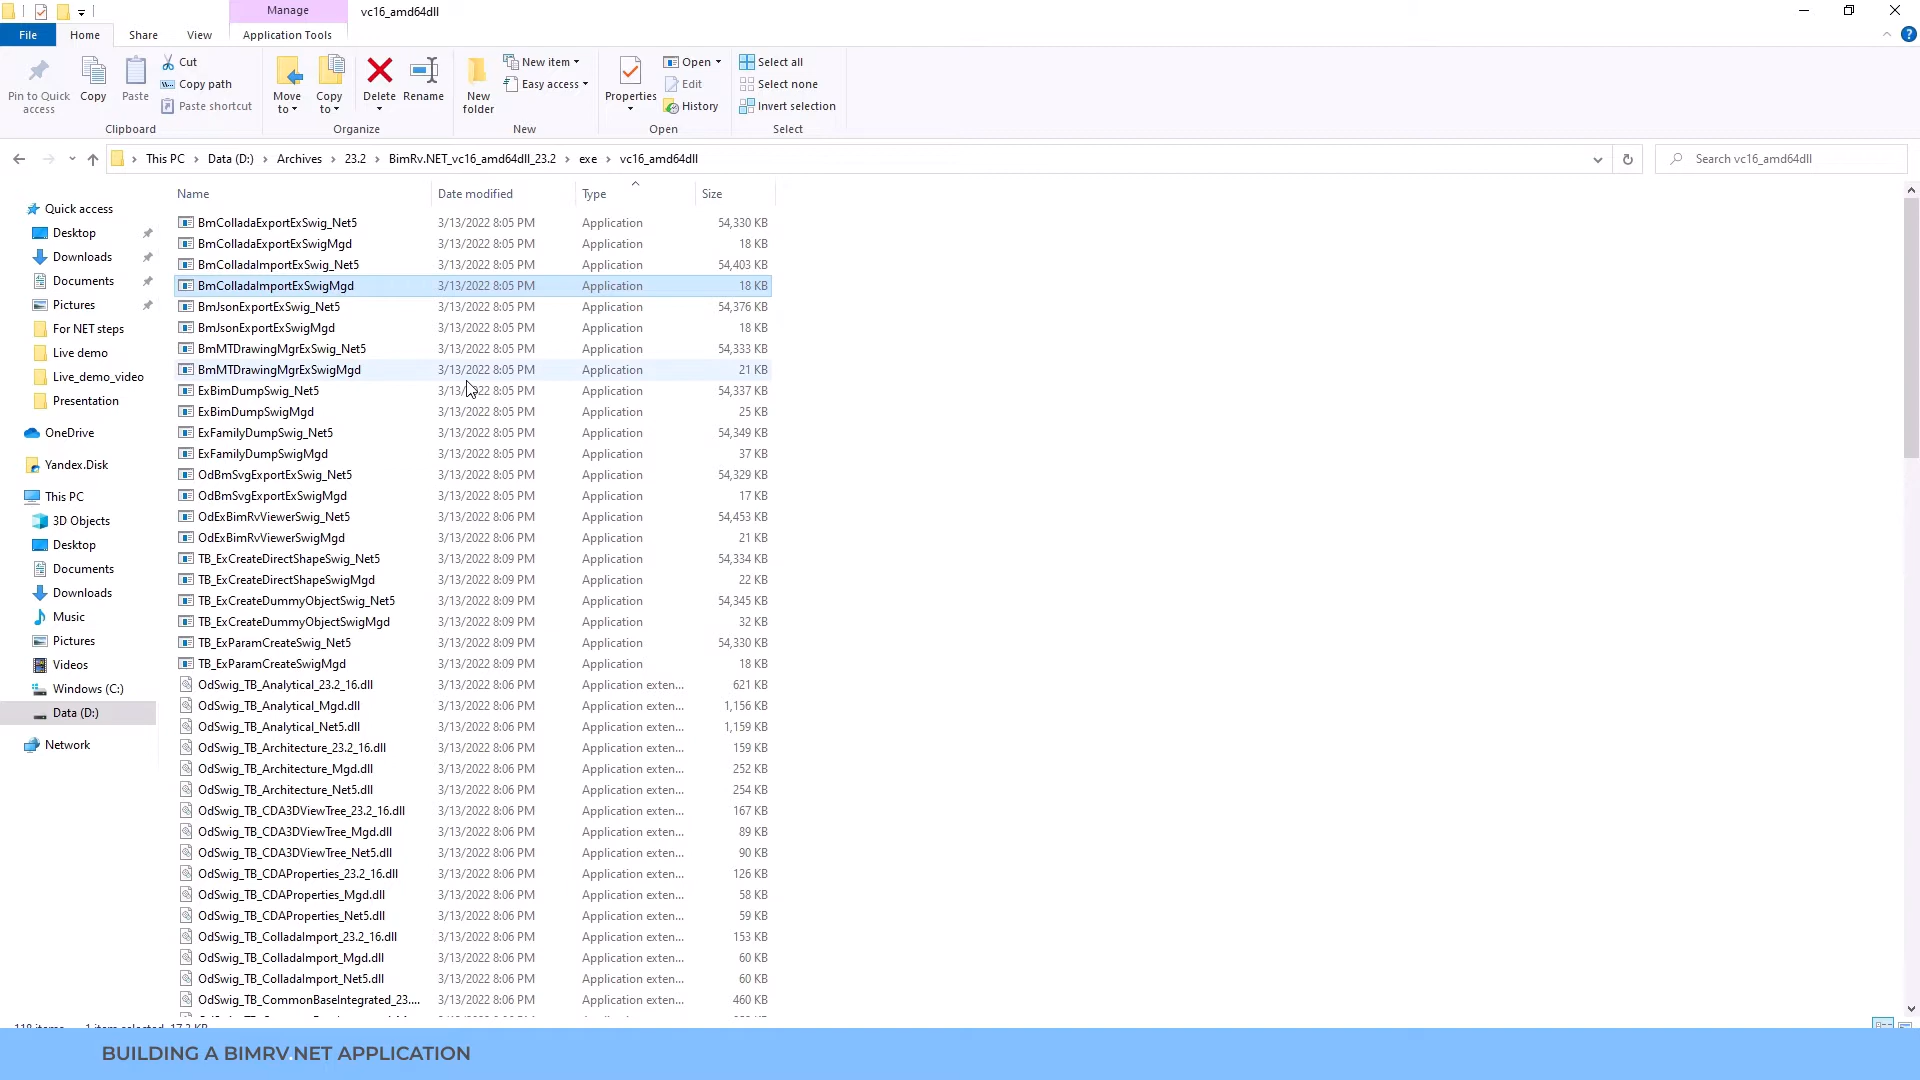 Manage vc16_amd64dll
File Home Share View Application Tools
Pin to Quick access
Copy
Paste
Cut
Copy path
Paste shortcut
Clipboard
Move to
Copy to
Delete
Rename
Organize
New folder
New item
Easy access
New
Properties
Open
Edit
History
Open
Select all
Select none
Invert selection
Select
This PC > Data (D:) > Archives > 23.2 > BimRv.NET_vc16_amd64dll_23.2 > exe > vc16_amd64dll
Search vc16_amd64dll
Quick access
Desktop
Downloads
Documents
Pictures
For NET steps
Live demo
Live_demo_video
Presentation
OneDrive
Yandex.Disk
This PC
3D Objects
Desktop
Documents
Downloads
Music
Pictures
Videos
Windows (C:)
Data (D:)
Network
Name Date modified Type Size
BmColladaExportExSwig_Net5 3/13/2022 8:05 PM Application 54,330 KB
BmColladaExportExSwigMgd 3/13/2022 8:05 PM Application 18 KB
BmColladaImportExSwig_Net5 3/13/2022 8:05 PM Application 54,403 KB
BmColladaImportExSwigMgd 3/13/2022 8:05 PM Application 18 KB
BmJsonExportExSwig_Net5 3/13/2022 8:05 PM Application 54,376 KB
BmJsonExportExSwigMgd 3/13/2022 8:05 PM Application 18 KB
BmMTDrawingMgrExSwig_Net5 3/13/2022 8:05 PM Application 54,333 KB
BmMTDrawingMgrExSwigMgd 3/13/2022 8:05 PM Application 21 KB
ExBimDumpSwig_Net5 3/13/2022 8:05 PM Application 54,337 KB
ExBimDumpSwigMgd 3/13/2022 8:05 PM Application 25 KB
ExFamilyDumpSwig_Net5 3/13/2022 8:05 PM Application 54,349 KB
ExFamilyDumpSwigMgd 3/13/2022 8:05 PM Application 37 KB
OdBmSvgExportExSwig_Net5 3/13/2022 8:05 PM Application 54,329 KB
OdBmSvgExportExSwigMgd 3/13/2022 8:05 PM Application 17 KB
OdExBimRvViewerSwig_Net5 3/13/2022 8:06 PM Application 54,453 KB
OdExBimRvViewerSwigMgd 3/13/2022 8:06 PM Application 21 KB
TB_ExCreateDirectShapeSwig_Net5 3/13/2022 8:09 PM Application 54,334 KB
TB_ExCreateDirectShapeSwigMgd 3/13/2022 8:09 PM Application 22 KB
TB_ExCreateDummyObjectSwig_Net5 3/13/2022 8:09 PM Application 54,345 KB
TB_ExCreateDummyObjectSwigMgd 3/13/2022 8:09 PM Application 32 KB
TB_ExParamCreateSwig_Net5 3/13/2022 8:09 PM Application 54,330 KB
TB_ExParamCreateSwigMgd 3/13/2022 8:09 PM Application 18 KB
OdSwig_TB_Analytical_23.2_16.dll 3/13/2022 8:06 PM Application exten... 621 KB
OdSwig_TB_Analytical_Mgd.dll 3/13/2022 8:06 PM Application exten... 1,156 KB
OdSwig_TB_Analytical_Net5.dll 3/13/2022 8:06 PM Application exten... 1,159 KB
OdSwig_TB_Architecture_23.2_16.dll 3/13/2022 8:06 PM Application exten... 159 KB
OdSwig_TB_Architecture_Mgd.dll 3/13/2022 8:06 PM Application exten... 252 KB
OdSwig_TB_Architecture_Net5.dll 3/13/2022 8:06 PM Application exten... 254 KB
OdSwig_TB_CDA3DViewTree_23.2_16.dll 3/13/2022 8:06 PM Application exten... 167 KB
OdSwig_TB_CDA3DViewTree_Mgd.dll 3/13/2022 8:06 PM Application exten... 89 KB
OdSwig_TB_CDA3DViewTree_Net5.dll 3/13/2022 8:06 PM Application exten... 90 KB
OdSwig_TB_CDAProperties_23.2_16.dll 3/13/2022 8:06 PM Application exten... 126 KB
OdSwig_TB_CDAProperties_Mgd.dll 3/13/2022 8:06 PM Application exten... 58 KB
OdSwig_TB_CDAProperties_Net5.dll 3/13/2022 8:06 PM Application exten... 59 KB
OdSwig_TB_ColladaImport_23.2_16.dll 3/13/2022 8:06 PM Application exten... 153 KB
OdSwig_TB_ColladaImport_Mgd.dll 3/13/2022 8:06 PM Application exten... 60 KB
OdSwig_TB_ColladaImport_Net5.dll 3/13/2022 8:06 PM Application exten... 60 KB
OdSwig_TB_CommonBaseIntegrated_23.... 3/13/2022 8:06 PM Application exten... 460 KB
118 items 1 item selected 17.2 KB
BUILDING A BIMRV.NET APPLICATION